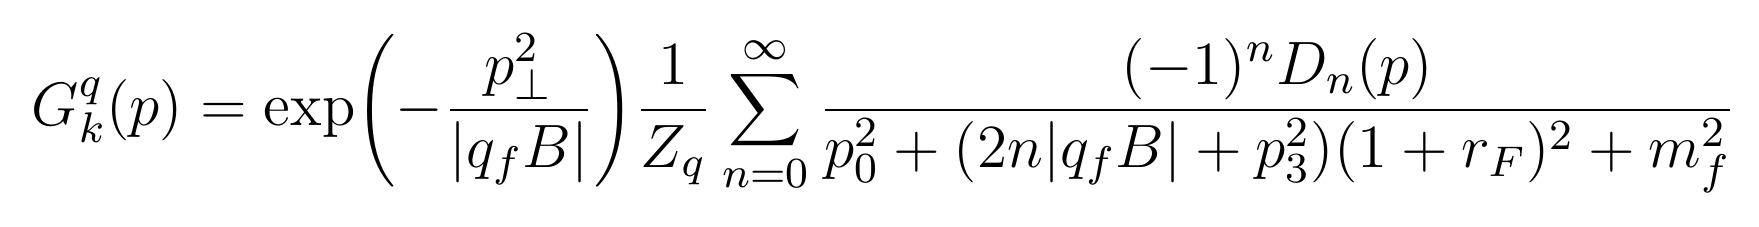 $G_k^q(p) = \exp\left(-\frac{p_\perp^2}{|q_f B|}\right) \frac{1}{Z_q} \sum_{n=0}^{\infty} \frac{(-1)^n D_n(p)}{p_0^2 + (2n|q_f B| + p_3^2)(1 + r_F)^2 + m_f^2}$